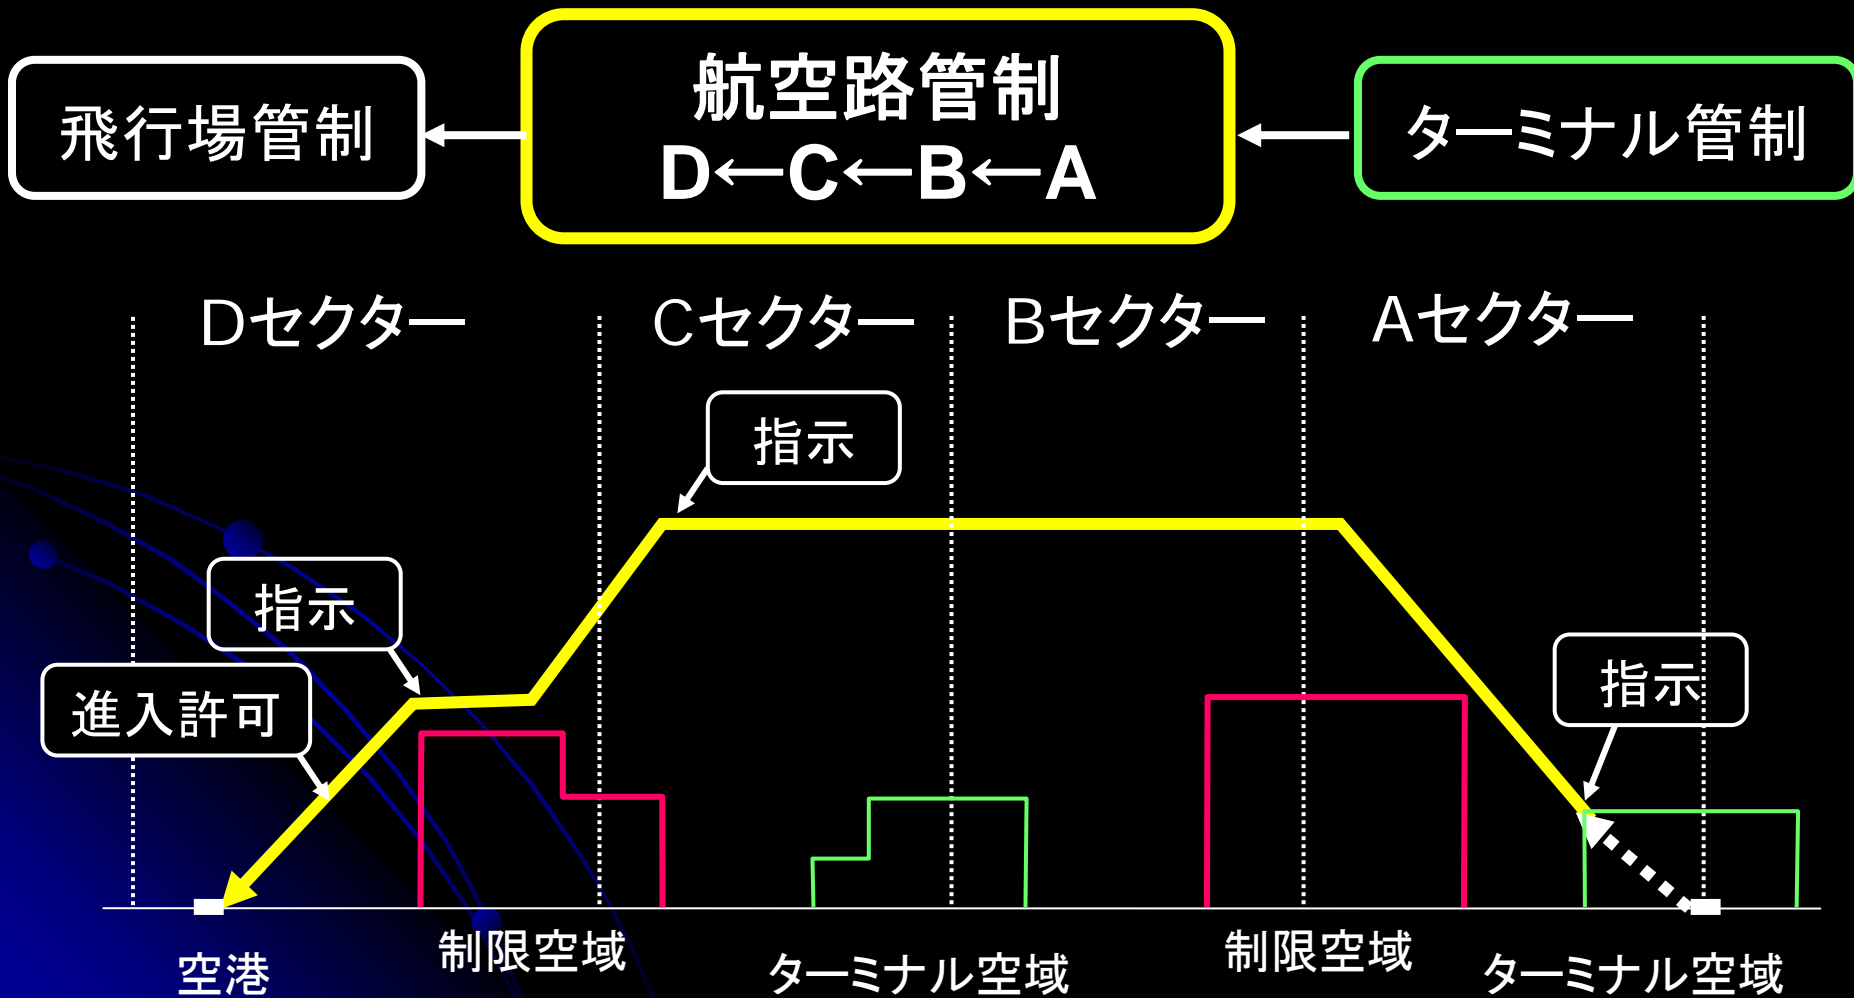 飛行場管制
航空路管制
D←C←B←A
ターミナル管制
Dセクター
Cセクター
Bセクター
Aセクター
指示
指示
進入許可
指示
空港
制限空域
ターミナル空域
制限空域
ターミナル空域